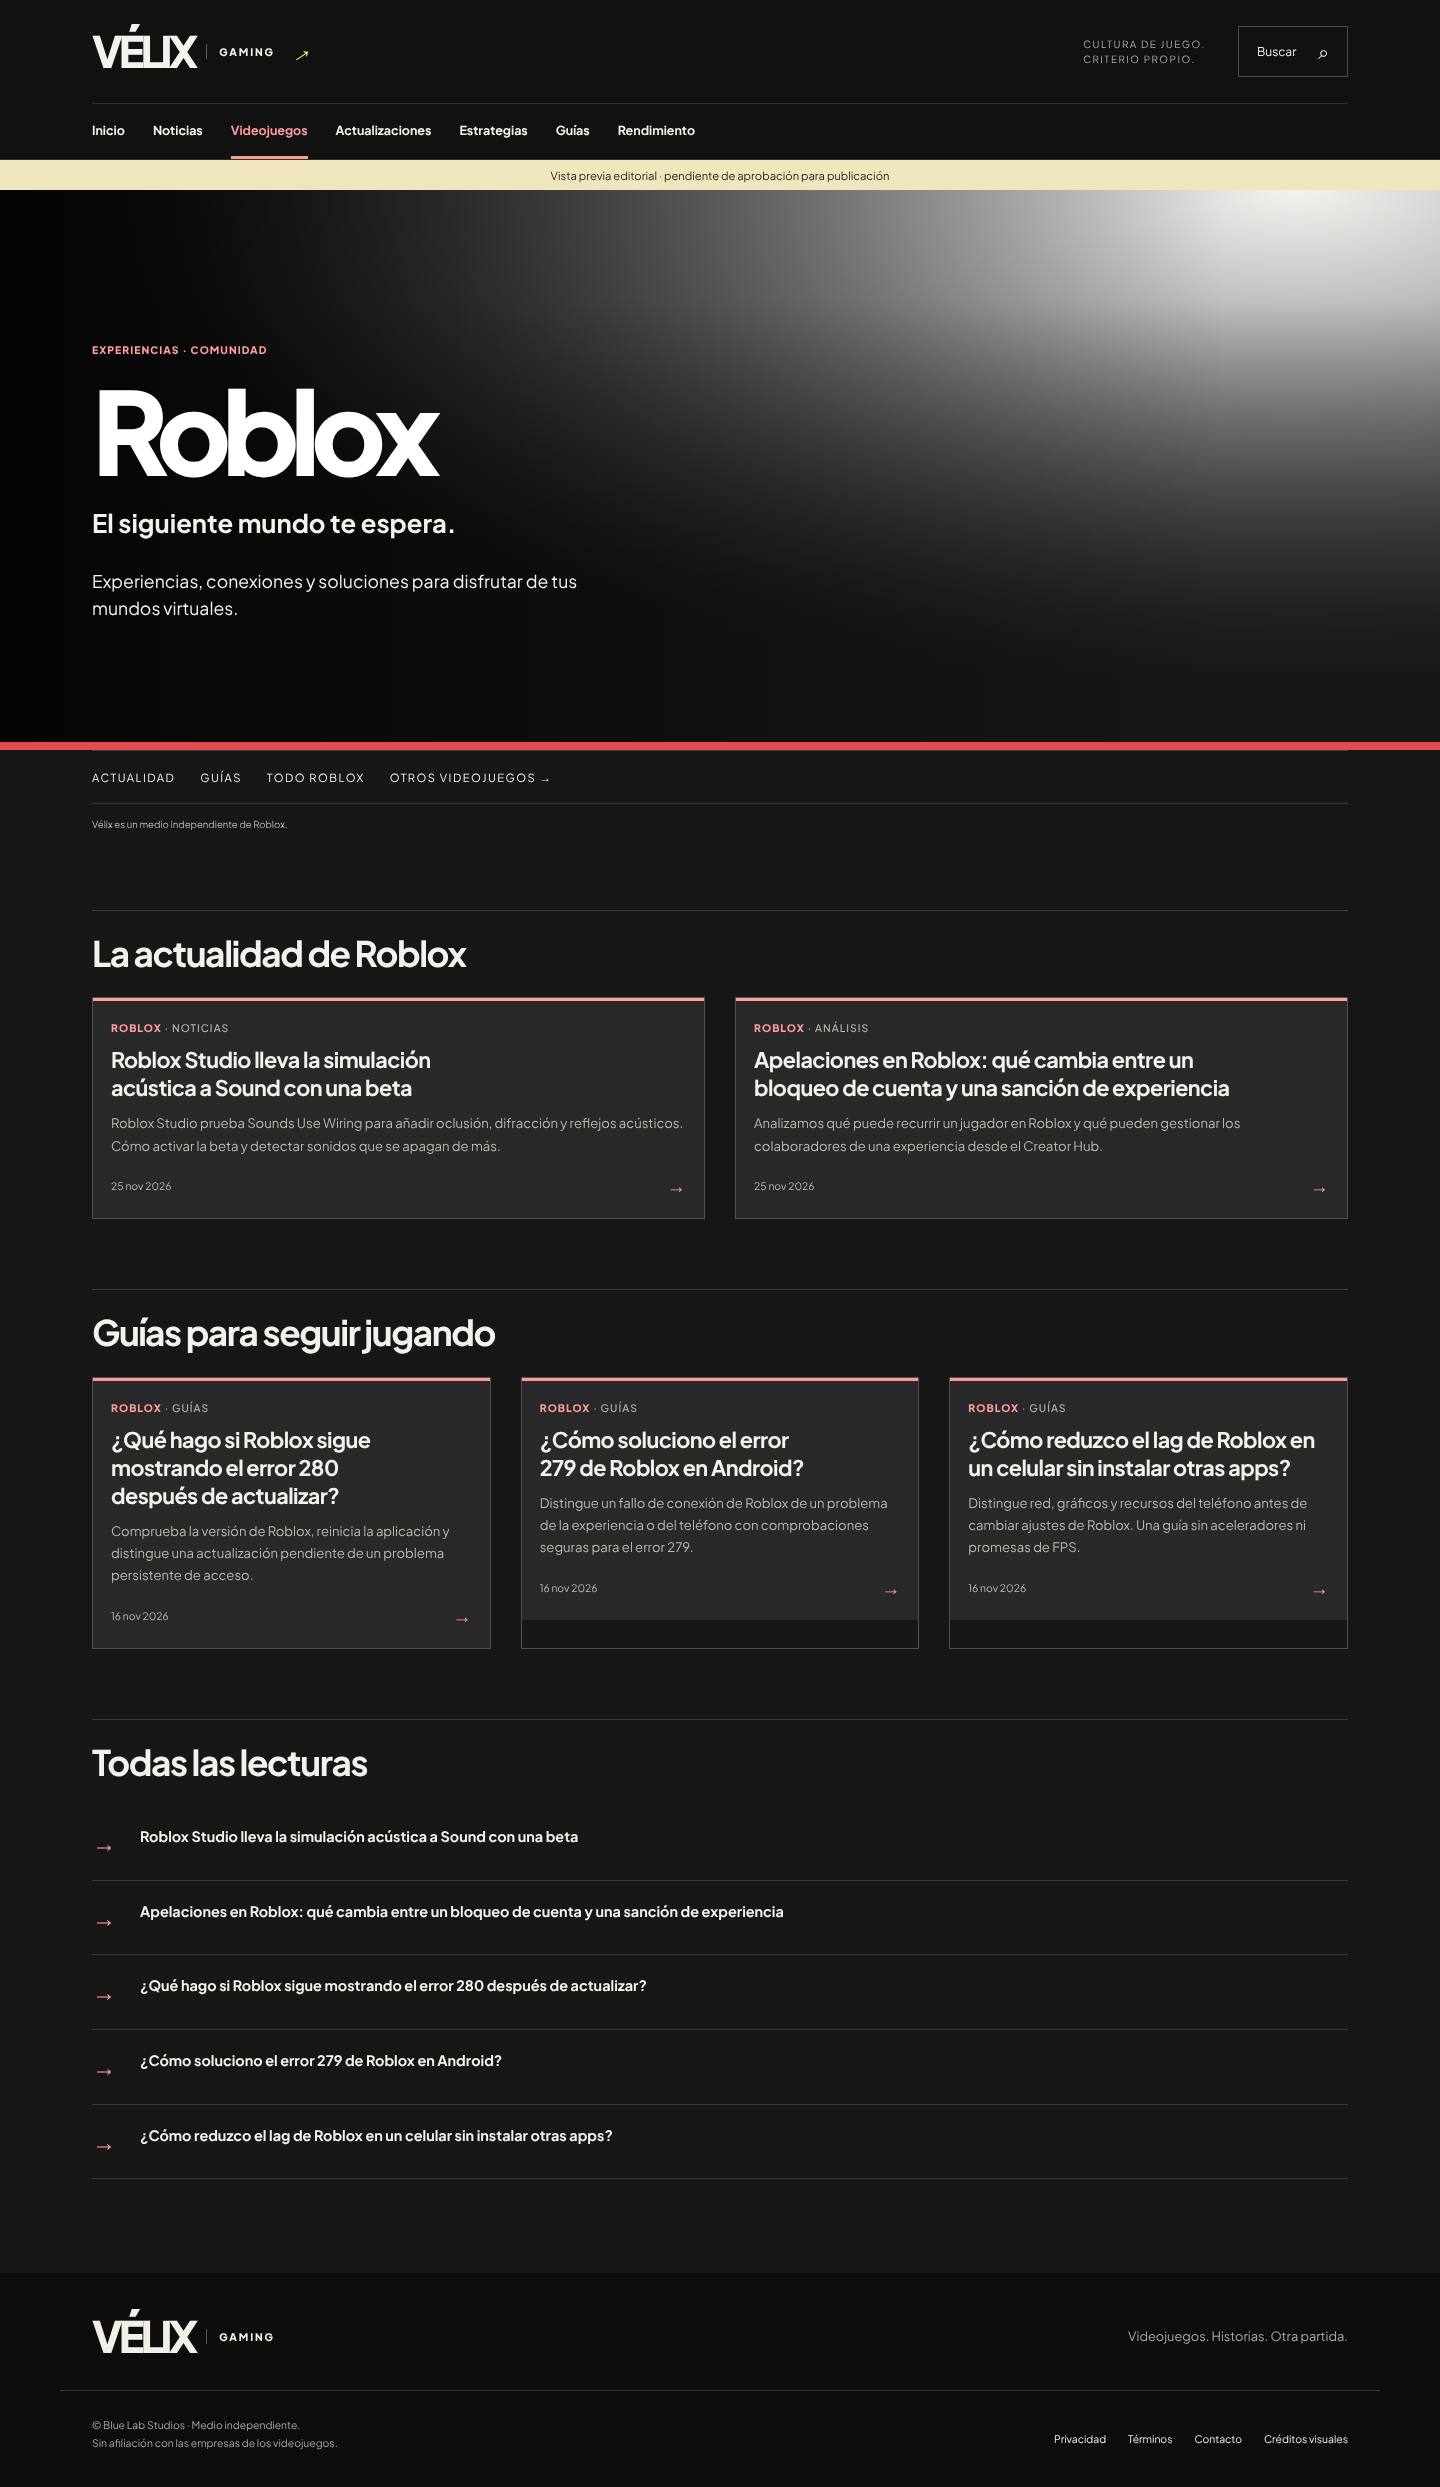 VÉLIX GAMING
CULTURA DE JUEGO.
CRITERIO PROPIO.
Buscar
Inicio Noticias Videojuegos Actualizaciones Estrategias Guías Rendimiento
Vista previa editorial · pendiente de aprobación para publicación
EXPERIENCIAS · COMUNIDAD
Roblox
El siguiente mundo te espera.
Experiencias, conexiones y soluciones para disfrutar de tus
mundos virtuales.
ACTUALIDAD GUÍAS TODO ROBLOX OTROS VIDEOJUEGOS →
Vélix es un medio independiente de Roblox.
La actualidad de Roblox
ROBLOX · NOTICIAS
Roblox Studio lleva la simulación
acústica a Sound con una beta
Roblox Studio prueba Sounds Use Wiring para añadir oclusión, difracción y reflejos acústicos.
Cómo activar la beta y detectar sonidos que se apagan de más.
25 nov 2026 →
ROBLOX · ANÁLISIS
Apelaciones en Roblox: qué cambia entre un
bloqueo de cuenta y una sanción de experiencia
Analizamos qué puede recurrir un jugador en Roblox y qué pueden gestionar los
colaboradores de una experiencia desde el Creator Hub.
25 nov 2026 →
Guías para seguir jugando
ROBLOX · GUÍAS
¿Qué hago si Roblox sigue
mostrando el error 280
después de actualizar?
Comprueba la versión de Roblox, reinicia la aplicación y
distingue una actualización pendiente de un problema
persistente de acceso.
16 nov 2026 →
ROBLOX · GUÍAS
¿Cómo soluciono el error
279 de Roblox en Android?
Distingue un fallo de conexión de Roblox de un problema
de la experiencia o del teléfono con comprobaciones
seguras para el error 279.
16 nov 2026 →
ROBLOX · GUÍAS
¿Cómo reduzco el lag de Roblox en
un celular sin instalar otras apps?
Distingue red, gráficos y recursos del teléfono antes de
cambiar ajustes de Roblox. Una guía sin aceleradores ni
promesas de FPS.
16 nov 2026 →
Todas las lecturas
→ Roblox Studio lleva la simulación acústica a Sound con una beta
→ Apelaciones en Roblox: qué cambia entre un bloqueo de cuenta y una sanción de experiencia
→ ¿Qué hago si Roblox sigue mostrando el error 280 después de actualizar?
→ ¿Cómo soluciono el error 279 de Roblox en Android?
→ ¿Cómo reduzco el lag de Roblox en un celular sin instalar otras apps?
VÉLIX GAMING
Videojuegos. Historias. Otra partida.
© Blue Lab Studios · Medio independiente.
Sin afiliación con las empresas de los videojuegos.
Privacidad Términos Contacto Créditos visuales